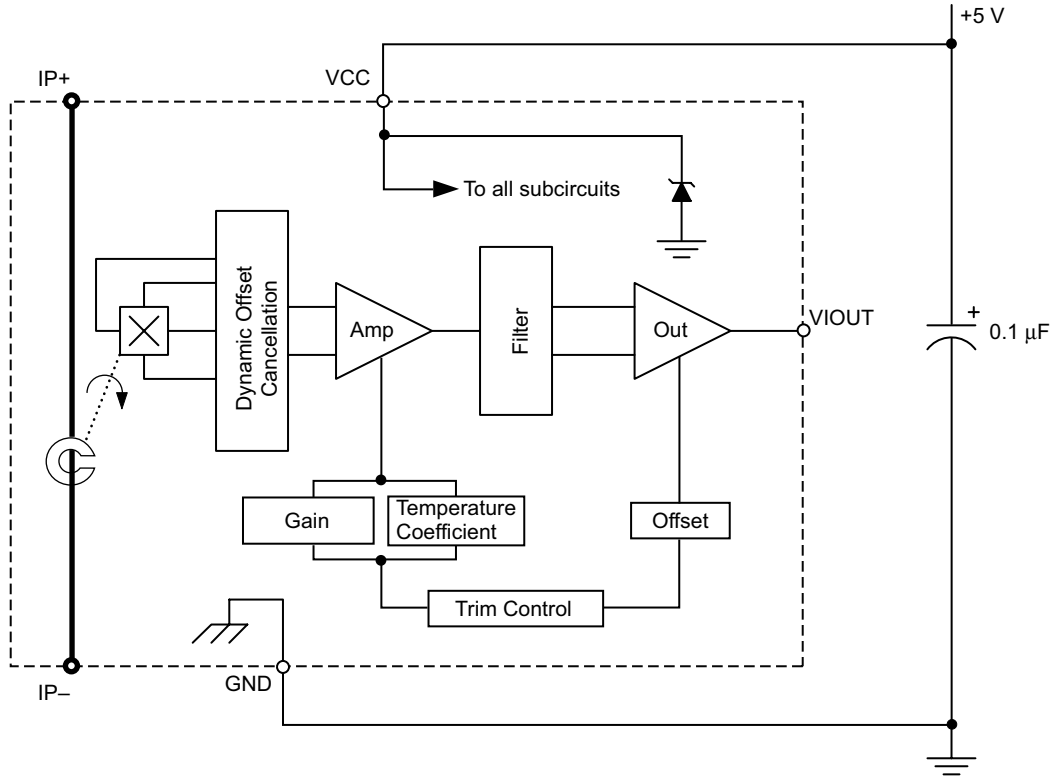 +5 V
VCC
IP+
To all subcircuits
Dynamic Offset
Cancellation
Amp
Filter
Out
VIOUT
+
0.1 µF
Gain
Temperature
Coefficient
Offset
Trim Control
GND
IP–